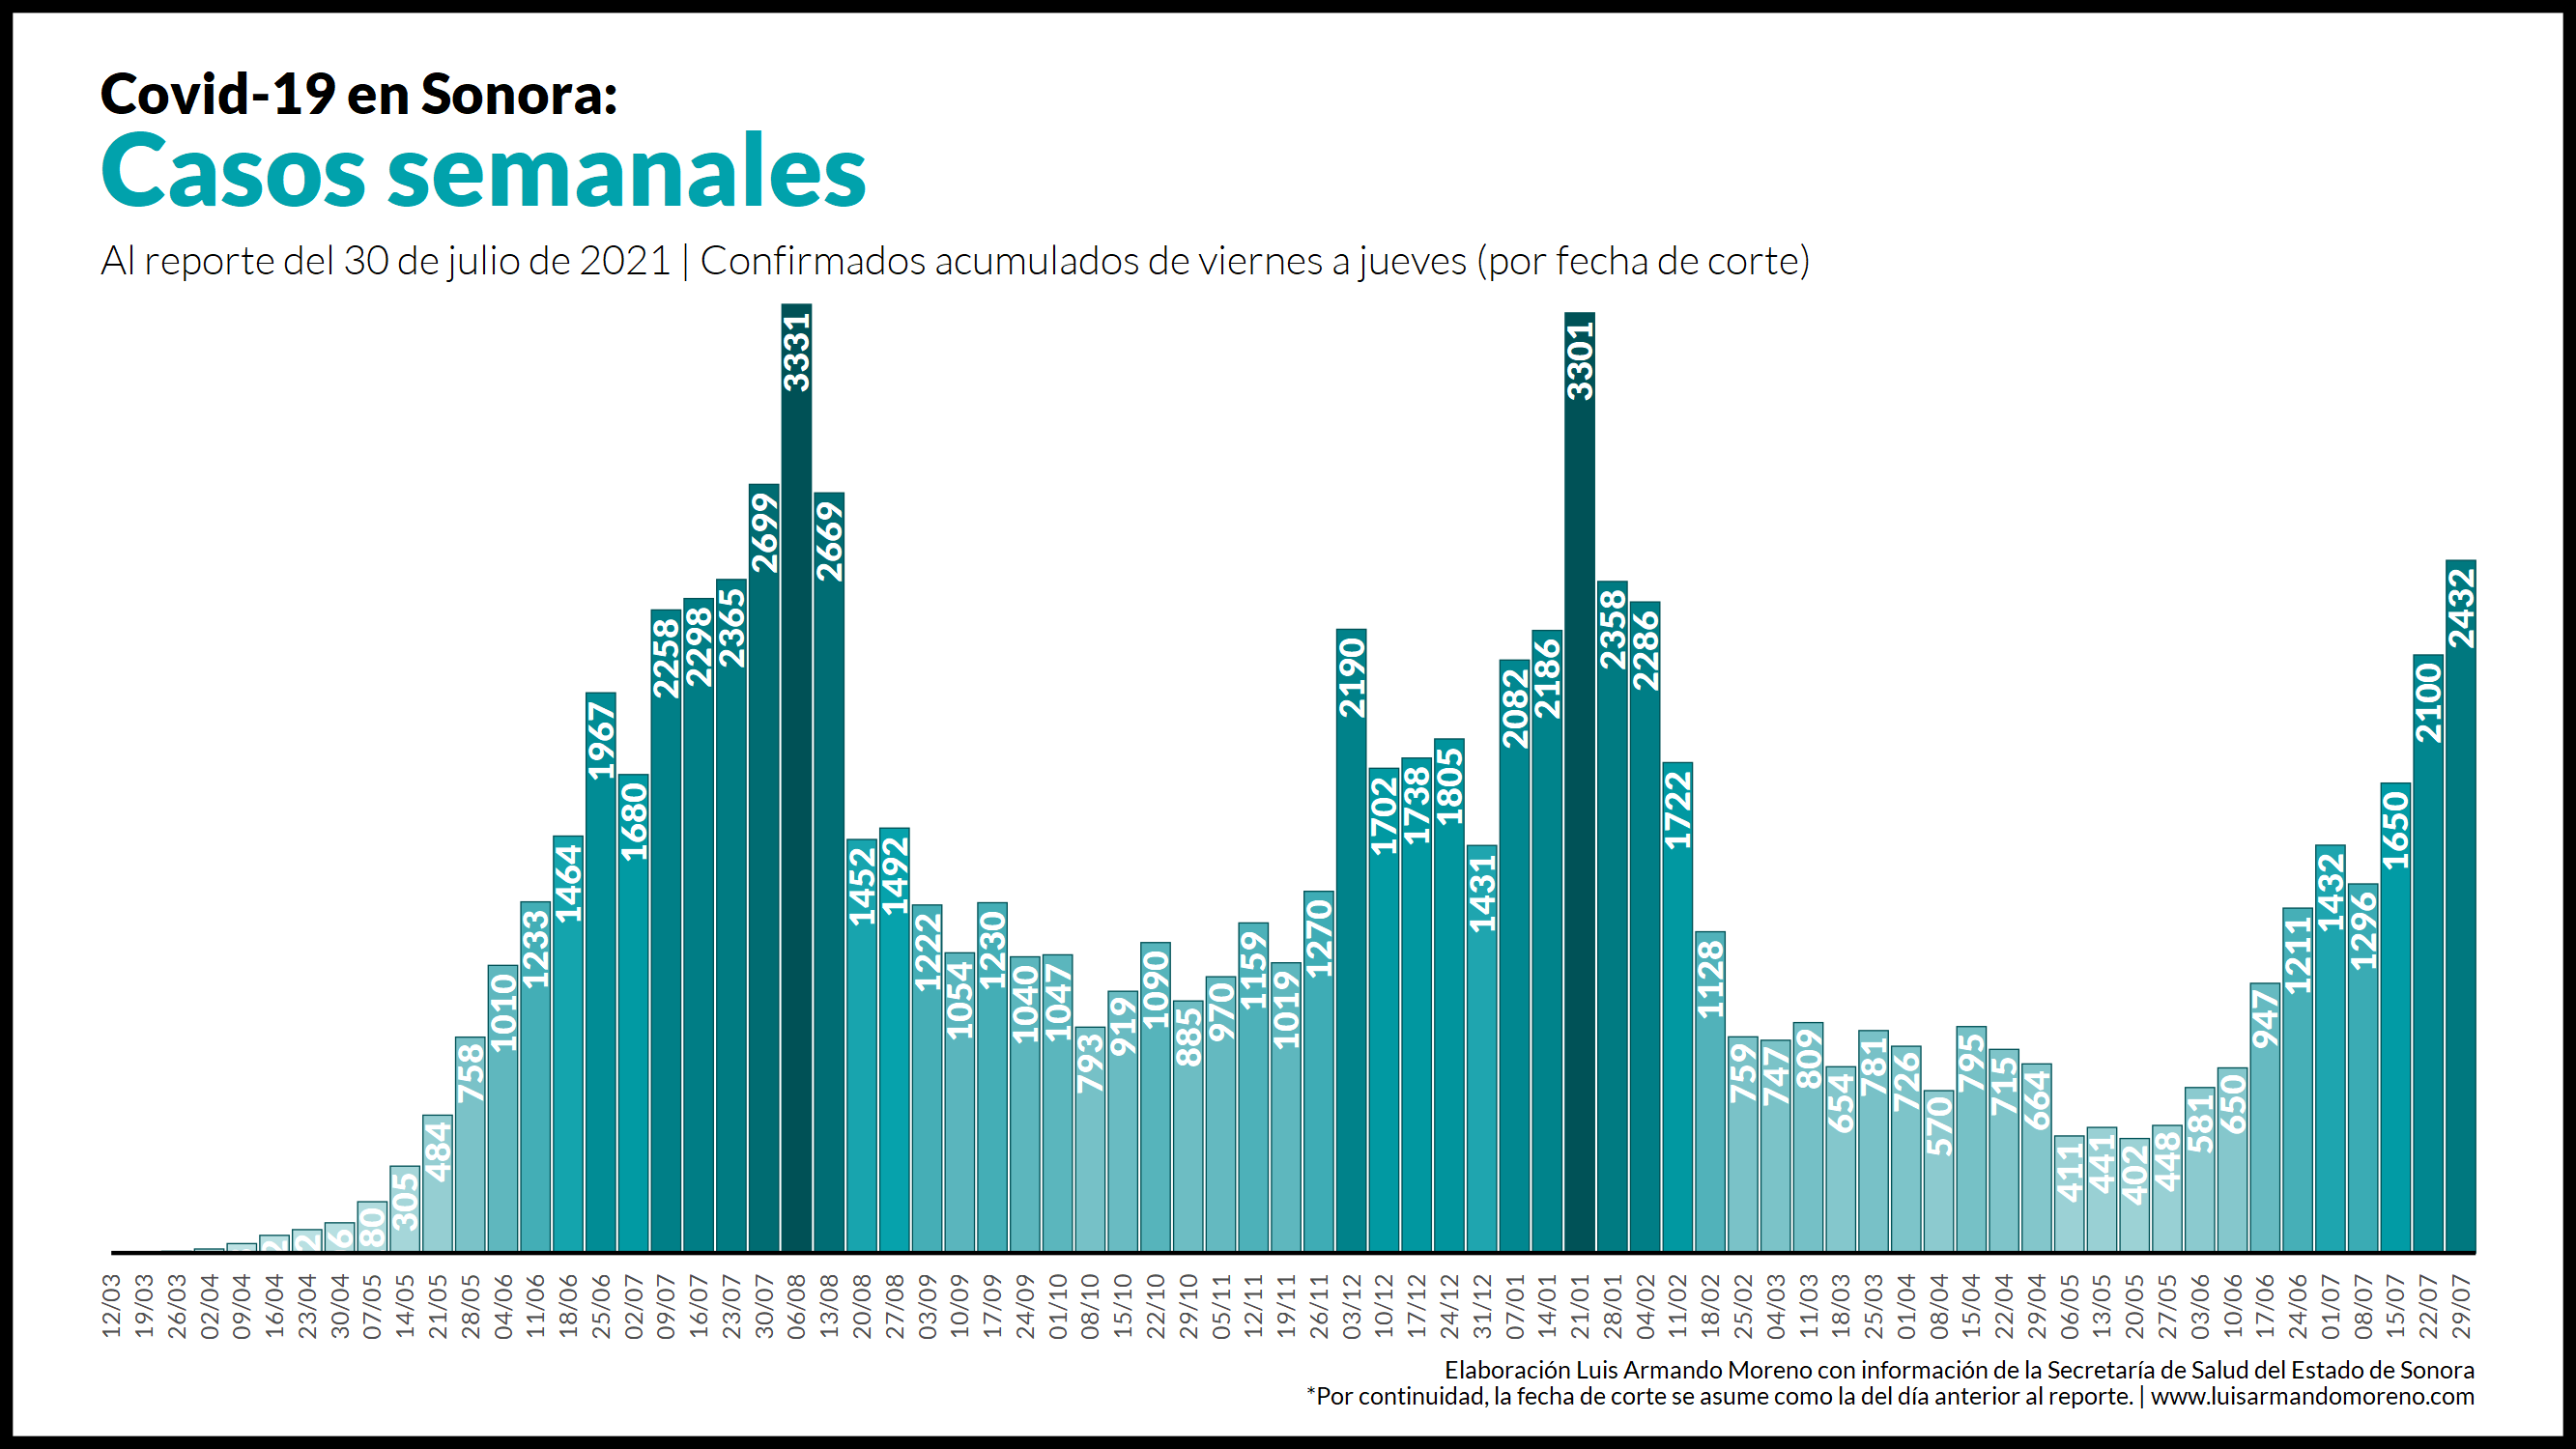 Covid-19 en Sonora:
Casos semanales
Al reporte del 30 de julio de 2021 | Confirmados acumulados de viernes a jueves (por fecha de corte)
2 2 6 80 305 484 758 1010 1233 1464 1967 1680 2258 2298 2365 2699 3331 2669 1452 1492 1222 1054 1230 1040 1047 793 919 1090 885 970 1159 1019 1270 2190 1702 1738 1805 1431 2082 2186 3301 2358 2286 1722 1128 759 747 809 654 781 726 570 795 715 664 411 441 402 448 581 650 947 1211 1432 1296 1650 2100 2432
12/03 19/03 26/03 02/04 09/04 16/04 23/04 30/04 07/05 14/05 21/05 28/05 04/06 11/06 18/06 25/06 02/07 09/07 16/07 23/07 30/07 06/08 13/08 20/08 27/08 03/09 10/09 17/09 24/09 01/10 08/10 15/10 22/10 29/10 05/11 12/11 19/11 26/11 03/12 10/12 17/12 24/12 31/12 07/01 14/01 21/01 28/01 04/02 11/02 18/02 25/02 04/03 11/03 18/03 25/03 01/04 08/04 15/04 22/04 29/04 06/05 13/05 20/05 27/05 03/06 10/06 17/06 24/06 01/07 08/07 15/07 22/07 29/07
Elaboración Luis Armando Moreno con información de la Secretaría de Salud del Estado de Sonora
*Por continuidad, la fecha de corte se asume como la del día anterior al reporte. | www.luisarmandomoreno.com